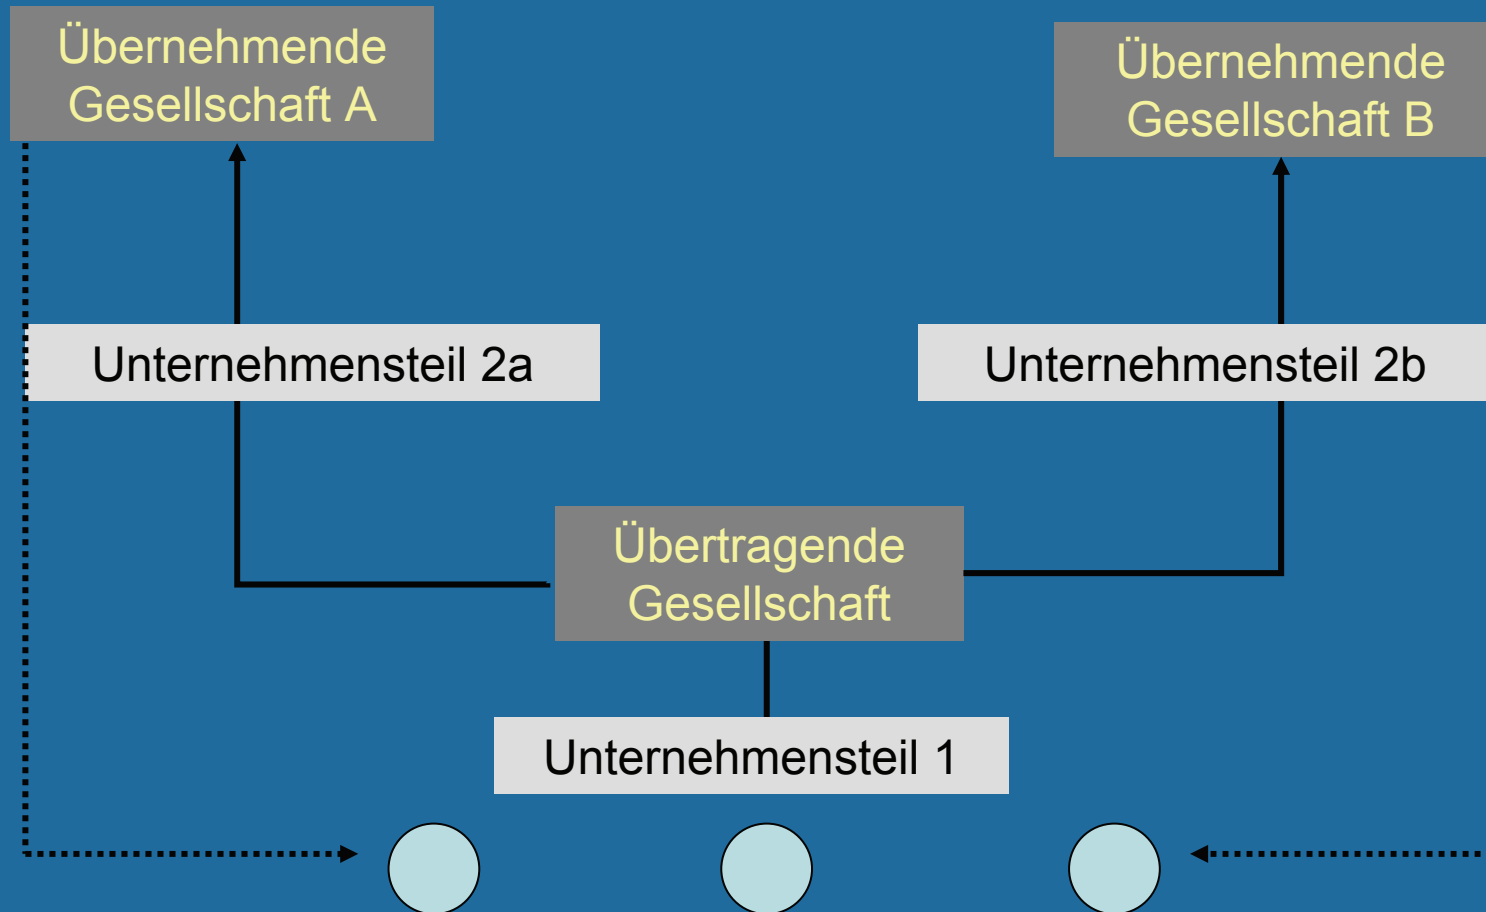 Übernehmende
Gesellschaft A
Übernehmende
Gesellschaft B
Unternehmensteil 2a
Unternehmensteil 2b
Übertragende
Gesellschaft
Unternehmensteil 1